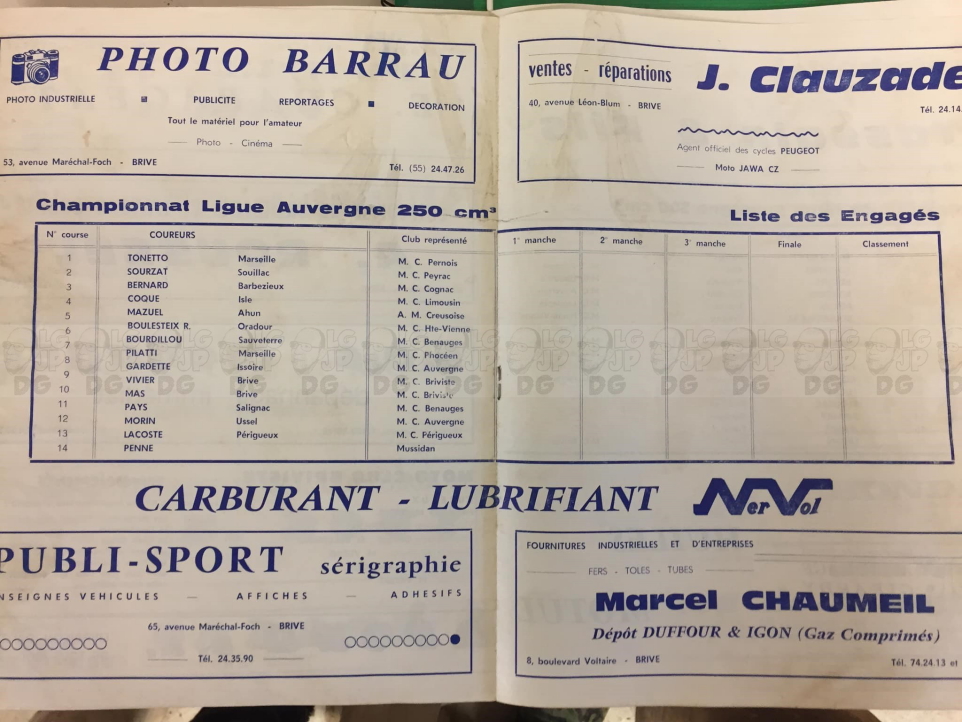 PHOTO BARRAU
PHOTO INDUSTRIELLE ■ PUBLICITE REPORTAGES ■ DECORATION
Tout le matériel pour l'amateur
Photo - Cinéma
53, avenue Maréchal-Foch - BRIVE Tél. (55) 24.47.26
ventes - réparations J. Clauzade
40, avenue Léon-Blum - BRIVE Tél. 24.14
Agent officiel des cycles PEUGEOT
Moto JAWA CZ
Championnat Ligue Auvergne 250 cm³ Liste des Engagés
N° course COUREURS Club représenté 1° manche 2° manche 3° manche Finale Classement
1
2
3
4
5
6
7
8
9
10
11
12
13
14
TONETTO Marseille M. C. Pernois
SOURZAT Souillac M. C. Peyrac
BERNARD Barbezieux M. C. Cognac
COQUE Isle M. C. Limousin
MAZUEL Ahun A. M. Creusoise
BOULESTEIX R. Oradour M. C. Hte-Vienne
BOURDILLOU Sauveterre M. C. Benauges
PILATTI Marseille M. C. Phocéen
GARDETTE Issoire M. C. Auvergne
VIVIER Brive M. C. Briviste
MAS Brive M. C. Briviste
PAYS Salignac M. C. Benauges
MORIN Ussel M. C. Auvergne
LACOSTE Périgueux M. C. Périgueux
PENNE Mussidan
CARBURANT - LUBRIFIANT NerVol
PUBLI-SPORT sérigraphie
NSEIGNES VEHICULES — AFFICHES — ADHESIFS
65, avenue Maréchal-Foch - BRIVE
Tél. 24.35.90
FOURNITURES INDUSTRIELLES ET D'ENTREPRISES
FERS - TOLES - TUBES
Marcel CHAUMEIL
Dépôt DUFFOUR & IGON (Gaz Comprimés)
8, boulevard Voltaire - BRIVE Tél. 74.24.13 et